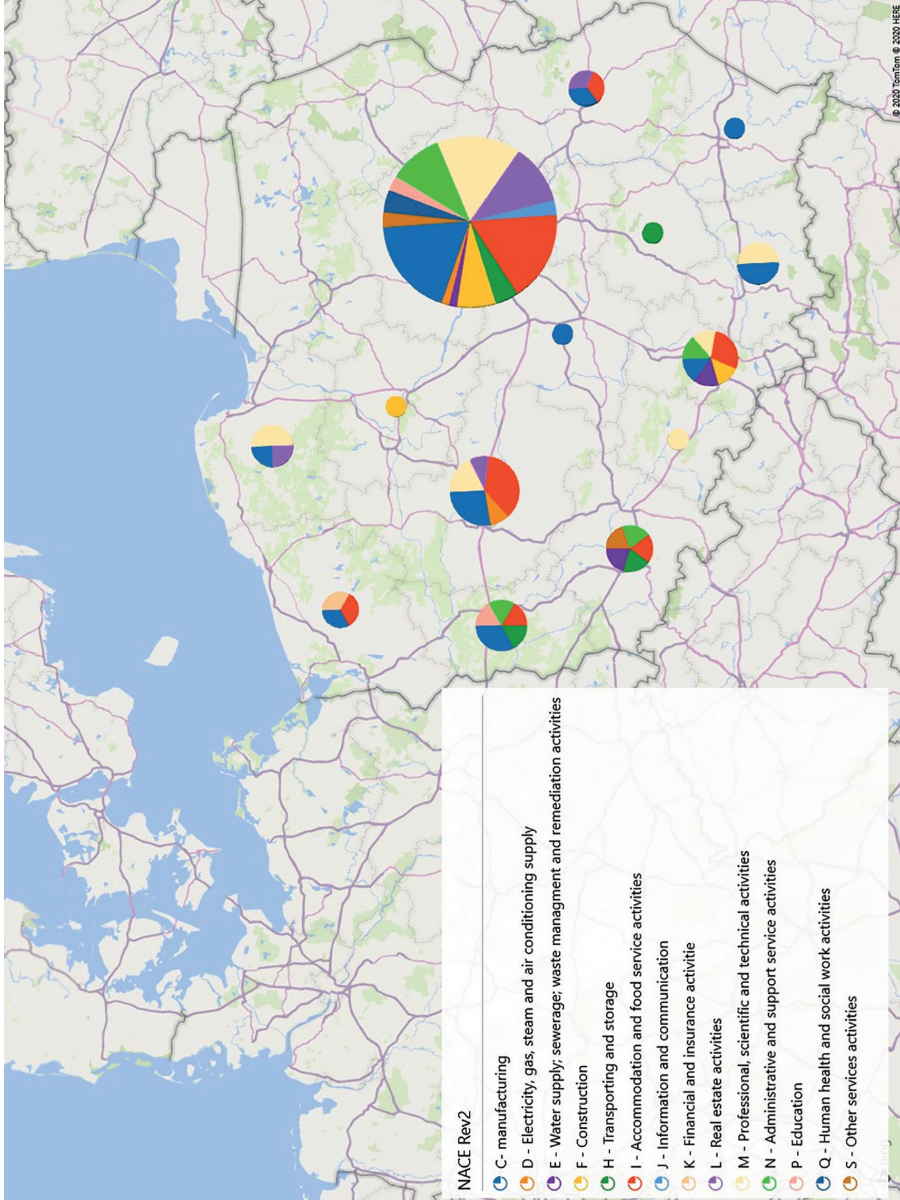 NACE Rev2
C- manufacturing
D - Electricity, gas, steam and air conditioning supply
E - Water supply; sewerage; waste managment and remediation activities
F - Construction
H - Transporting and storage
I - Accommodation and food service activities
J - Information and communication
K - Financial and insurance activitie
L - Real estate activities
M - Professional, scientific and technical activities
N - Administrative and support service activities
P - Education
Q - Human health and social work activities
S - Other services activities
© 2020 TomTom © 2020 HERE